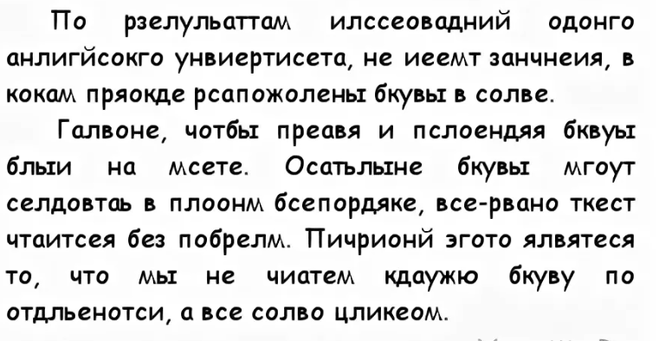 По рзелульаттам илссеовадний одонго
анлигйсокго унвиертисета, не иеемт занчнеия, в
кокам пряокде рсапожолены бкувы в солве.
Галвоне, чотбы преавя и пслоендяя бквуы
блыи на мсете. Осатьлыне бкувы мгоут
селдовтаь в плоонм бсепордяке, все-рвано ткест
чтаитсея без побрелм. Пичрионй эгото ялвятеся
то, что мы не чиатем кдаужю бкуву по
отдльенотси, а все солво цликеом.